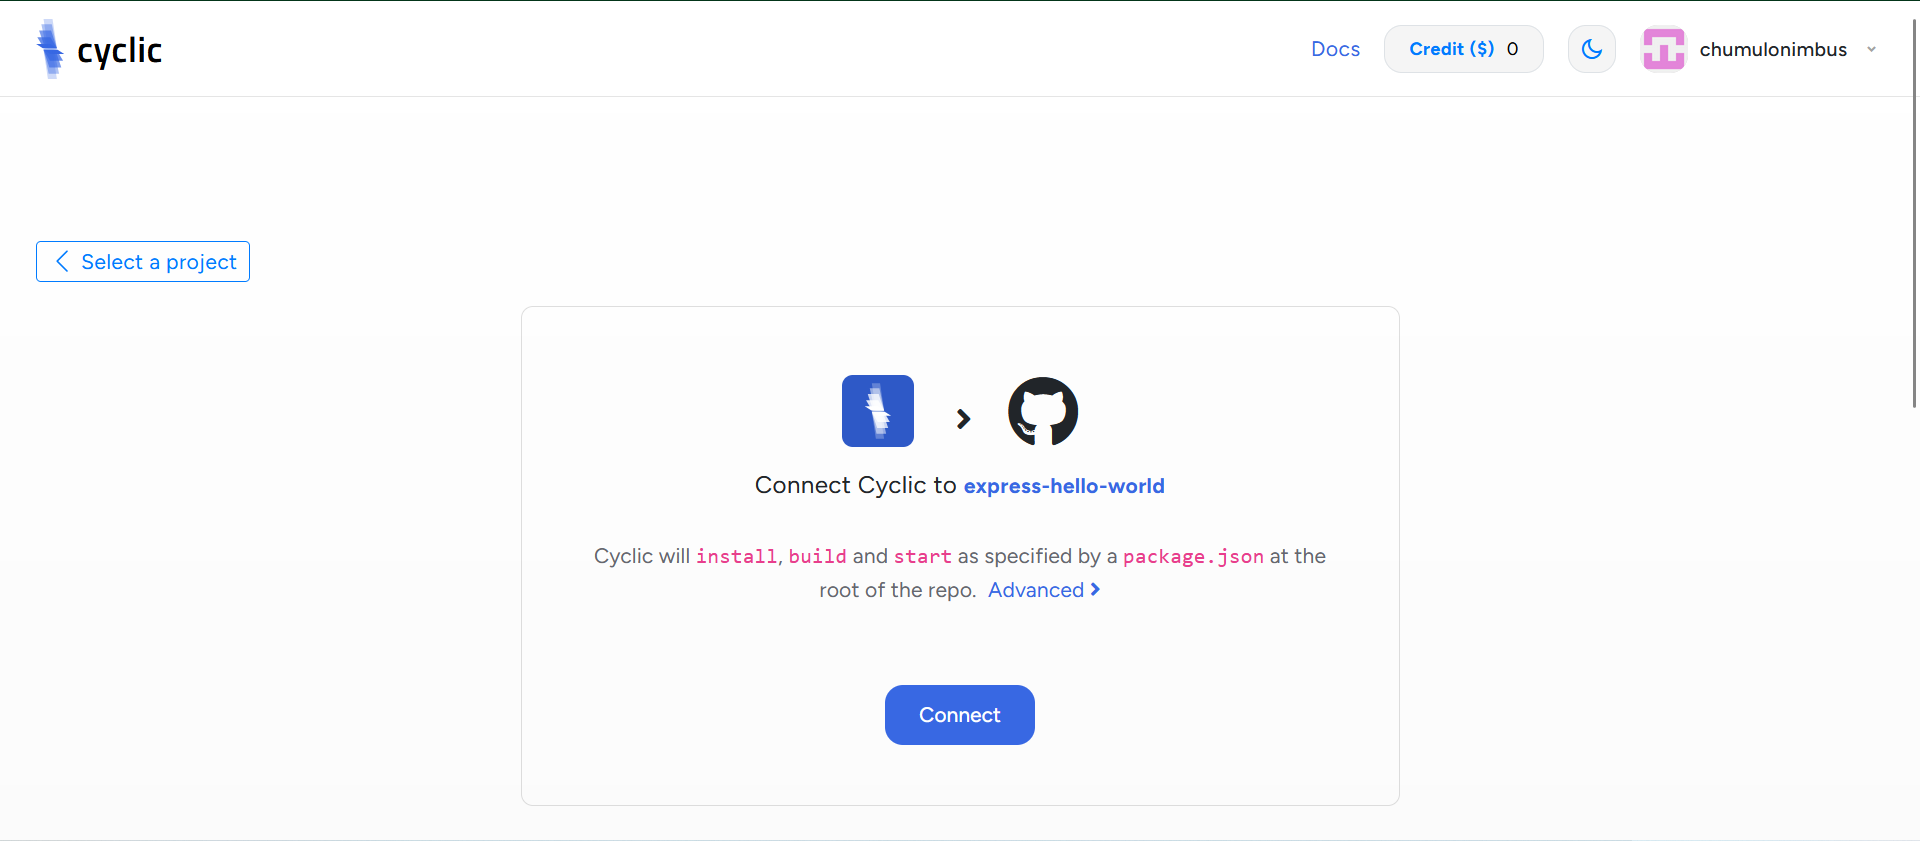 cyclic
Docs
Credit ($) 0
chumulonimbus
Select a project
Connect Cyclic to express-hello-world
Cyclic will install, build and start as specified by a package.json at the
root of the repo. Advanced
Connect